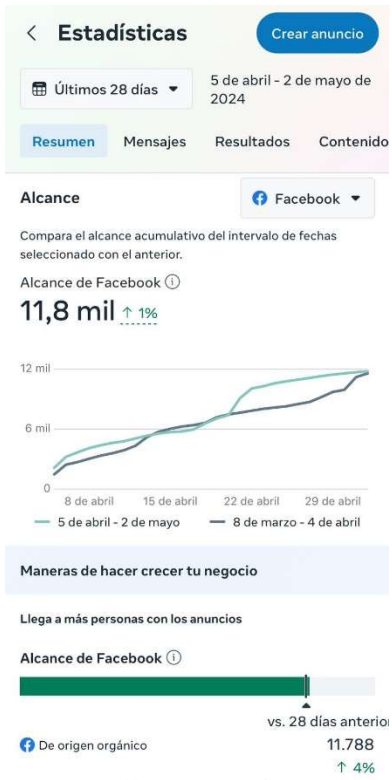 Estadísticas
Crear anuncio
Últimos 28 días
5 de abril - 2 de mayo de
2024
Resumen Mensajes Resultados Contenido
Alcance
Facebook
Compara el alcance acumulativo del intervalo de fechas
seleccionado con el anterior.
Alcance de Facebook
11,8 mil ↑ 1%
12 mil
6 mil
0
8 de abril 15 de abril 22 de abril 29 de abril
5 de abril - 2 de mayo 8 de marzo - 4 de abril
Maneras de hacer crecer tu negocio
Llega a más personas con los anuncios
Alcance de Facebook
vs. 28 días anterior
De origen orgánico 11.788
↑ 4%